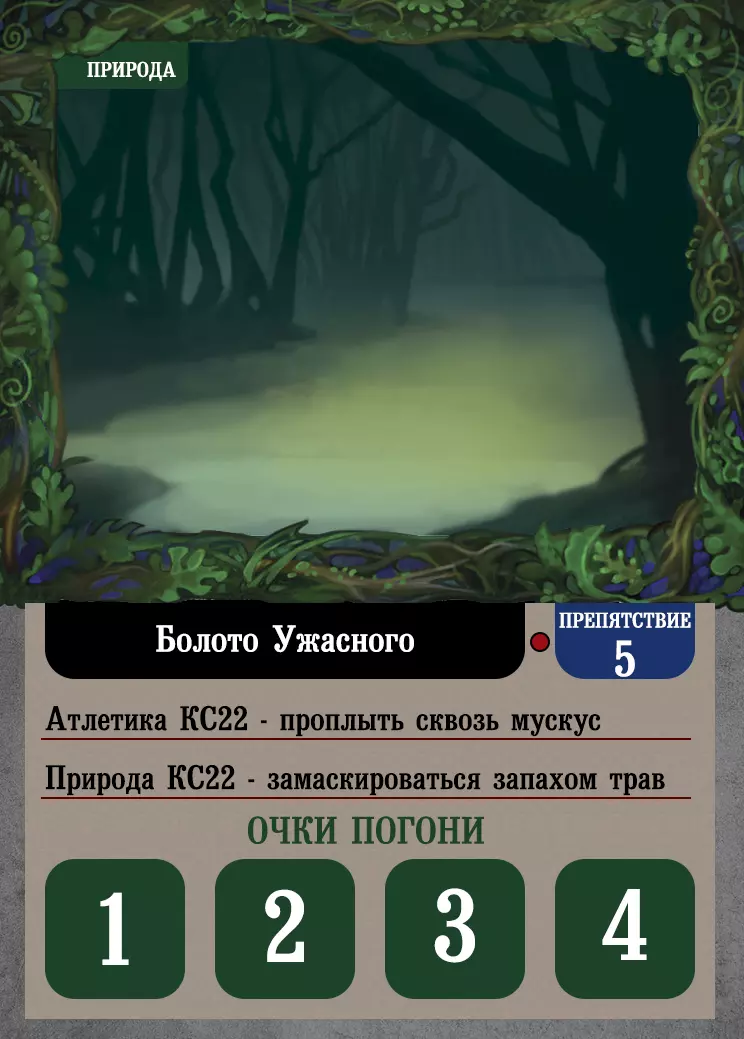 ПРИРОДА
Болото Ужасного
ПРЕПЯТСТВИЕ
5
Атлетика КС22 - проплыть сквозь мускус
Природа КС22 - замаскироваться запахом трав
ОЧКИ ПОГОНИ
1 2 3 4